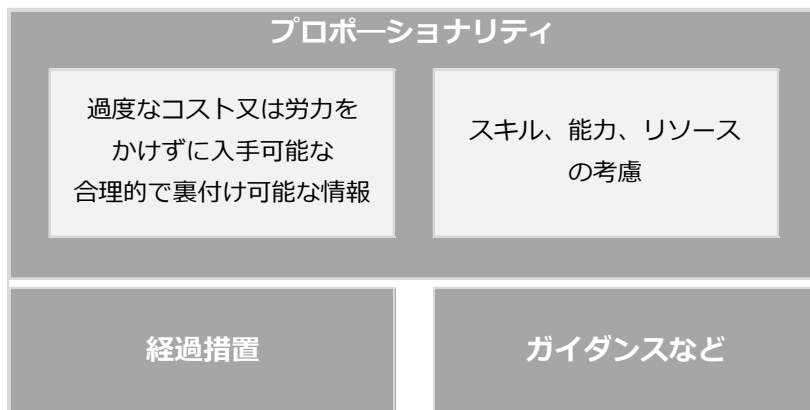 プロポーショナリティ
過度なコスト又は労力を
かけずに入手可能な
合理的で裏付け可能な情報
スキル、能力、リソース
の考慮
経過措置
ガイダンスなど